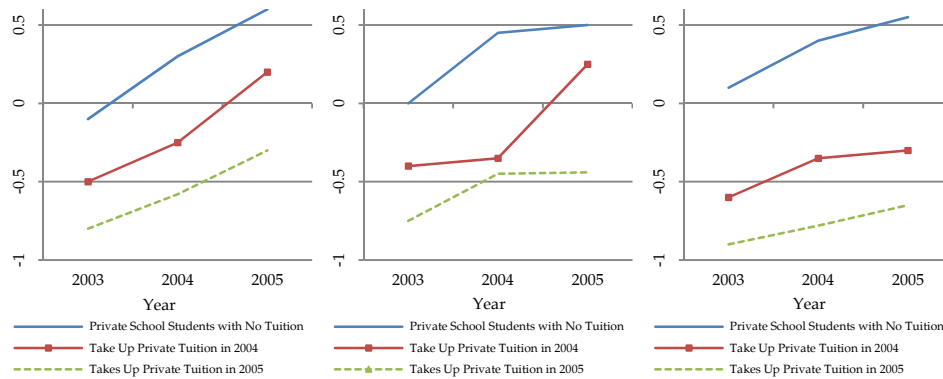 0.5
0
-0.5
-1
2003 2004 2005
Year
Private School Students with No Tuition
Take Up Private Tuition in 2004
Takes Up Private Tuition in 2005
0.5
0
-0.5
-1
2003 2004 2005
Year
Private School Students with No Tuition
Take Up Private Tuition in 2004
Takes Up Private Tuition in 2005
0.5
0
-0.5
-1
2003 2004 2005
Year
Private School Students with No Tuition
Take Up Private Tuition in 2004
Takes Up Private Tuition in 2005